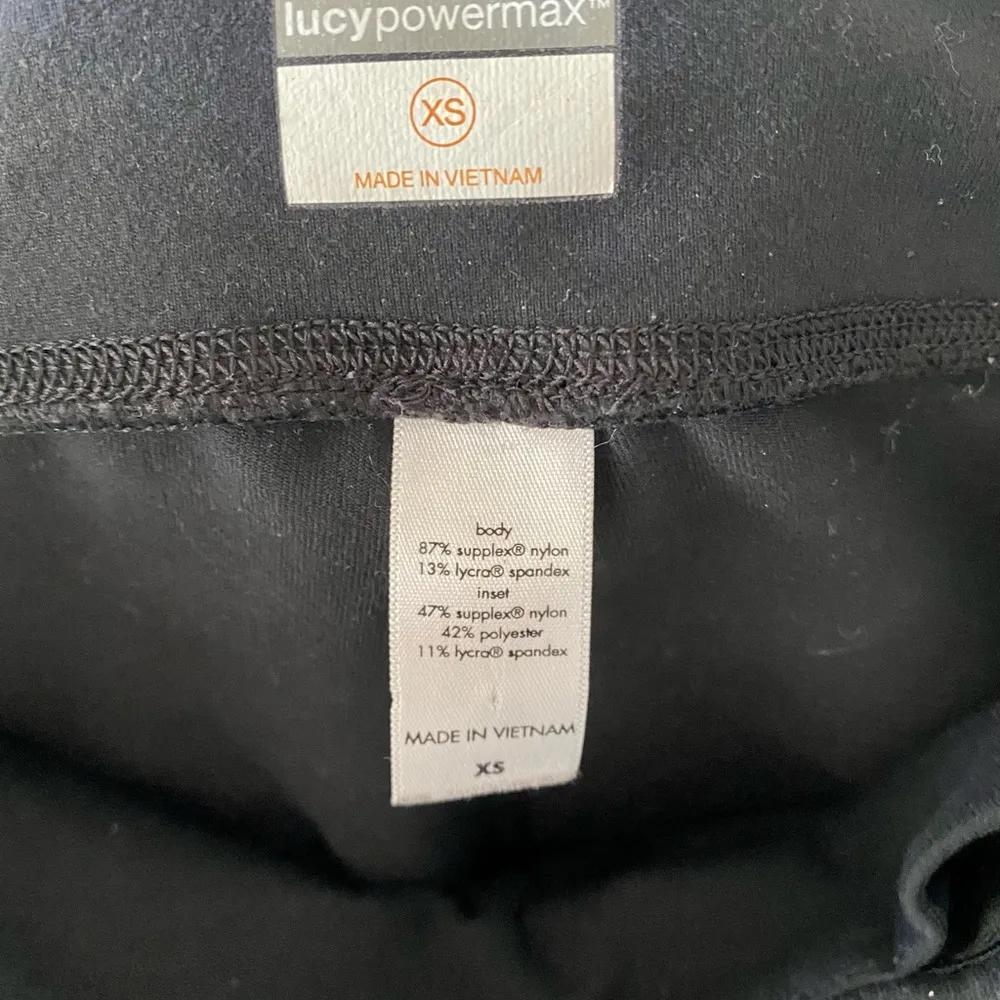 lucypowermax™
XS
MADE IN VIETNAM
body
87% supplex® nylon
13% lycra® spandex
inset
47% supplex® nylon
42% polyester
11% lycra® spandex
MADE IN VIETNAM
XS